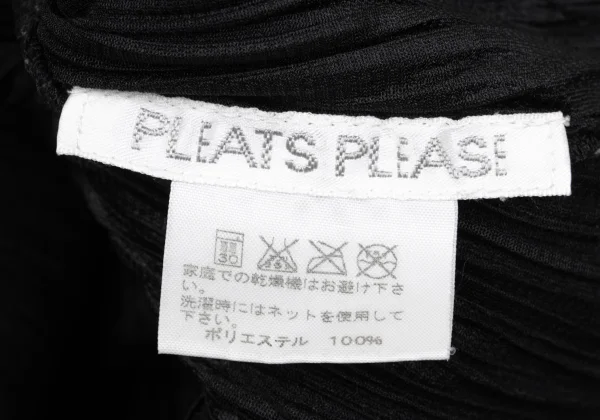 PLEATS PLEASE
30
家庭での乾燥機はお避け下さ
い。
洗濯時にはネットを使用して
下さい。
ポリエステル 100%